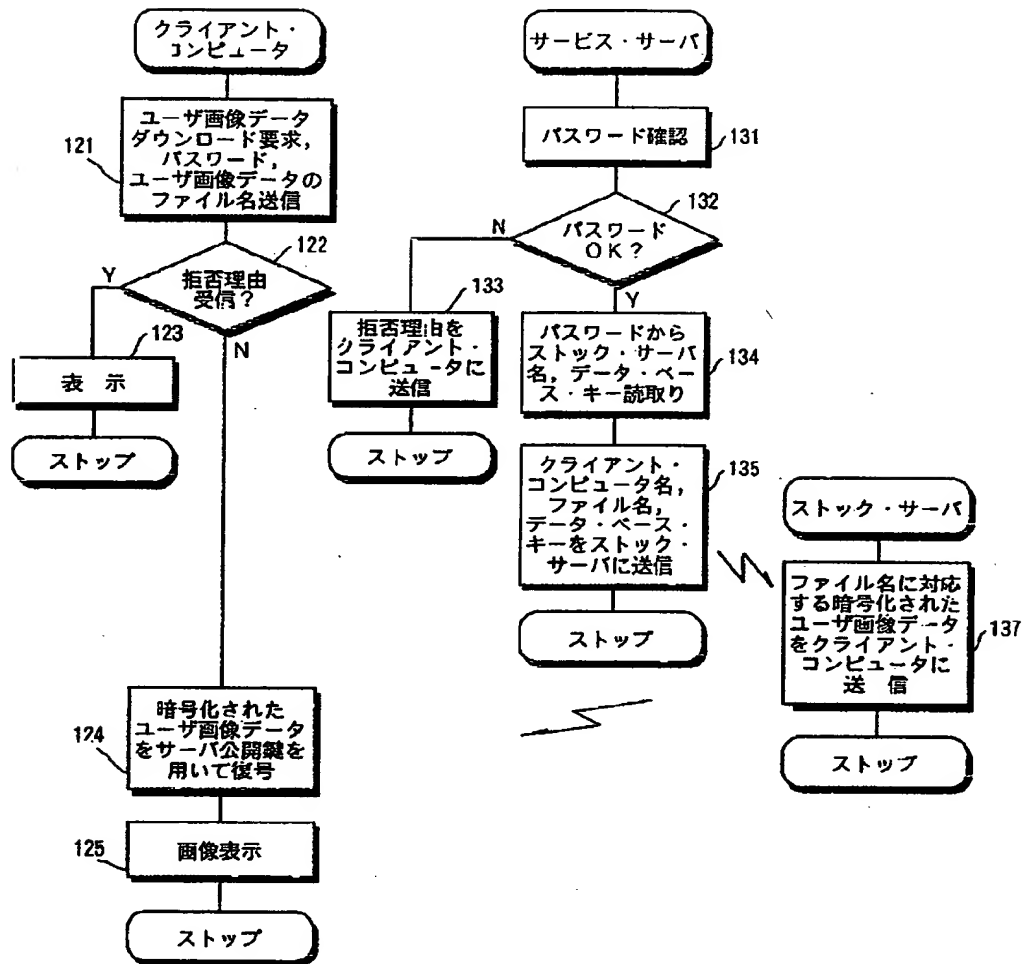 クライアント・
コンピュータ
121
ユーザ画像データ
ダウンロード要求,
パスワード,
ユーザ画像データの
ファイル名送信
122
拒否理由
受信?
Y
N
123
表 示
ストップ
124
暗号化された
ユーザ画像データ
をサーバ公開鍵を
用いて復号
125
画像表示
ストップ
サービス・サーバ
パスワード確認
131
132
パスワード
OK?
N
Y
133
拒否理由を
クライアント・
コンピュータに
送信
ストップ
パスワードから
ストック・サーバ
名, データ・ベー
ス・キー読取り
134
クライアント・
コンピュータ名,
ファイル名,
データ・ベース・
キーをストック・
サーバに送信
135
ストップ
ストック・サーバ
ファイル名に対応
する暗号化された
ユーザ画像データ
をクライアント・
コンピュータに
送 信
137
ストップ